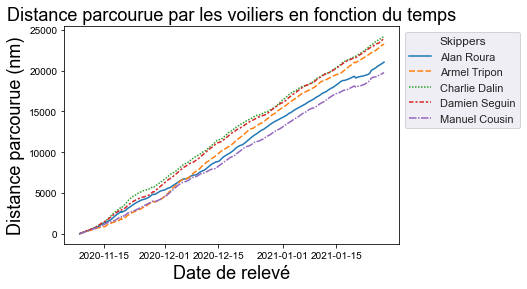 Distance parcourue par les voiliers en fonction du temps
Distance parcourue (nm)
25000
20000
15000
10000
5000
0
2020-11-15
2020-12-01
2020-12-15
2021-01-01
2021-01-15
Date de relevé
Skippers
Alan Roura
Armel Tripon
Charlie Dalin
Damien Seguin
Manuel Cousin